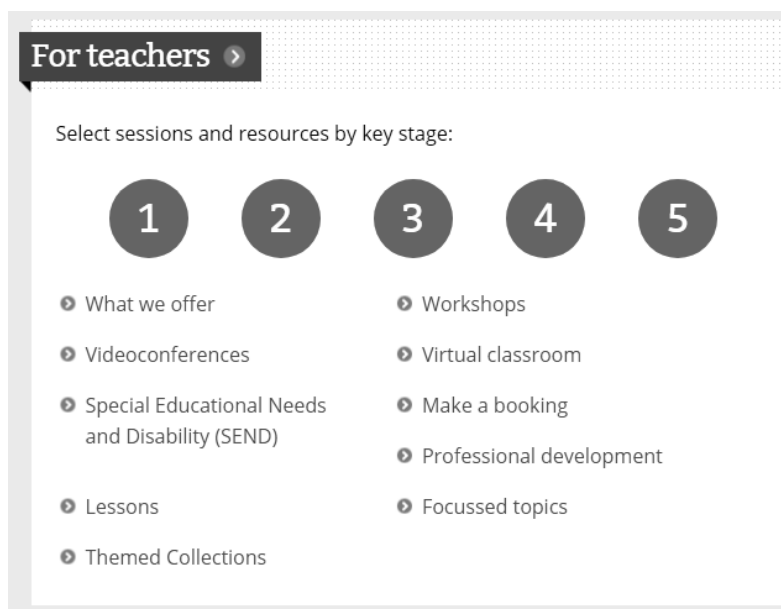 For teachers
Select sessions and resources by key stage:
1 2 3 4 5
What we offer
Videoconferences
Special Educational Needs
and Disability (SEND)
Lessons
Themed Collections
Workshops
Virtual classroom
Make a booking
Professional development
Focussed topics